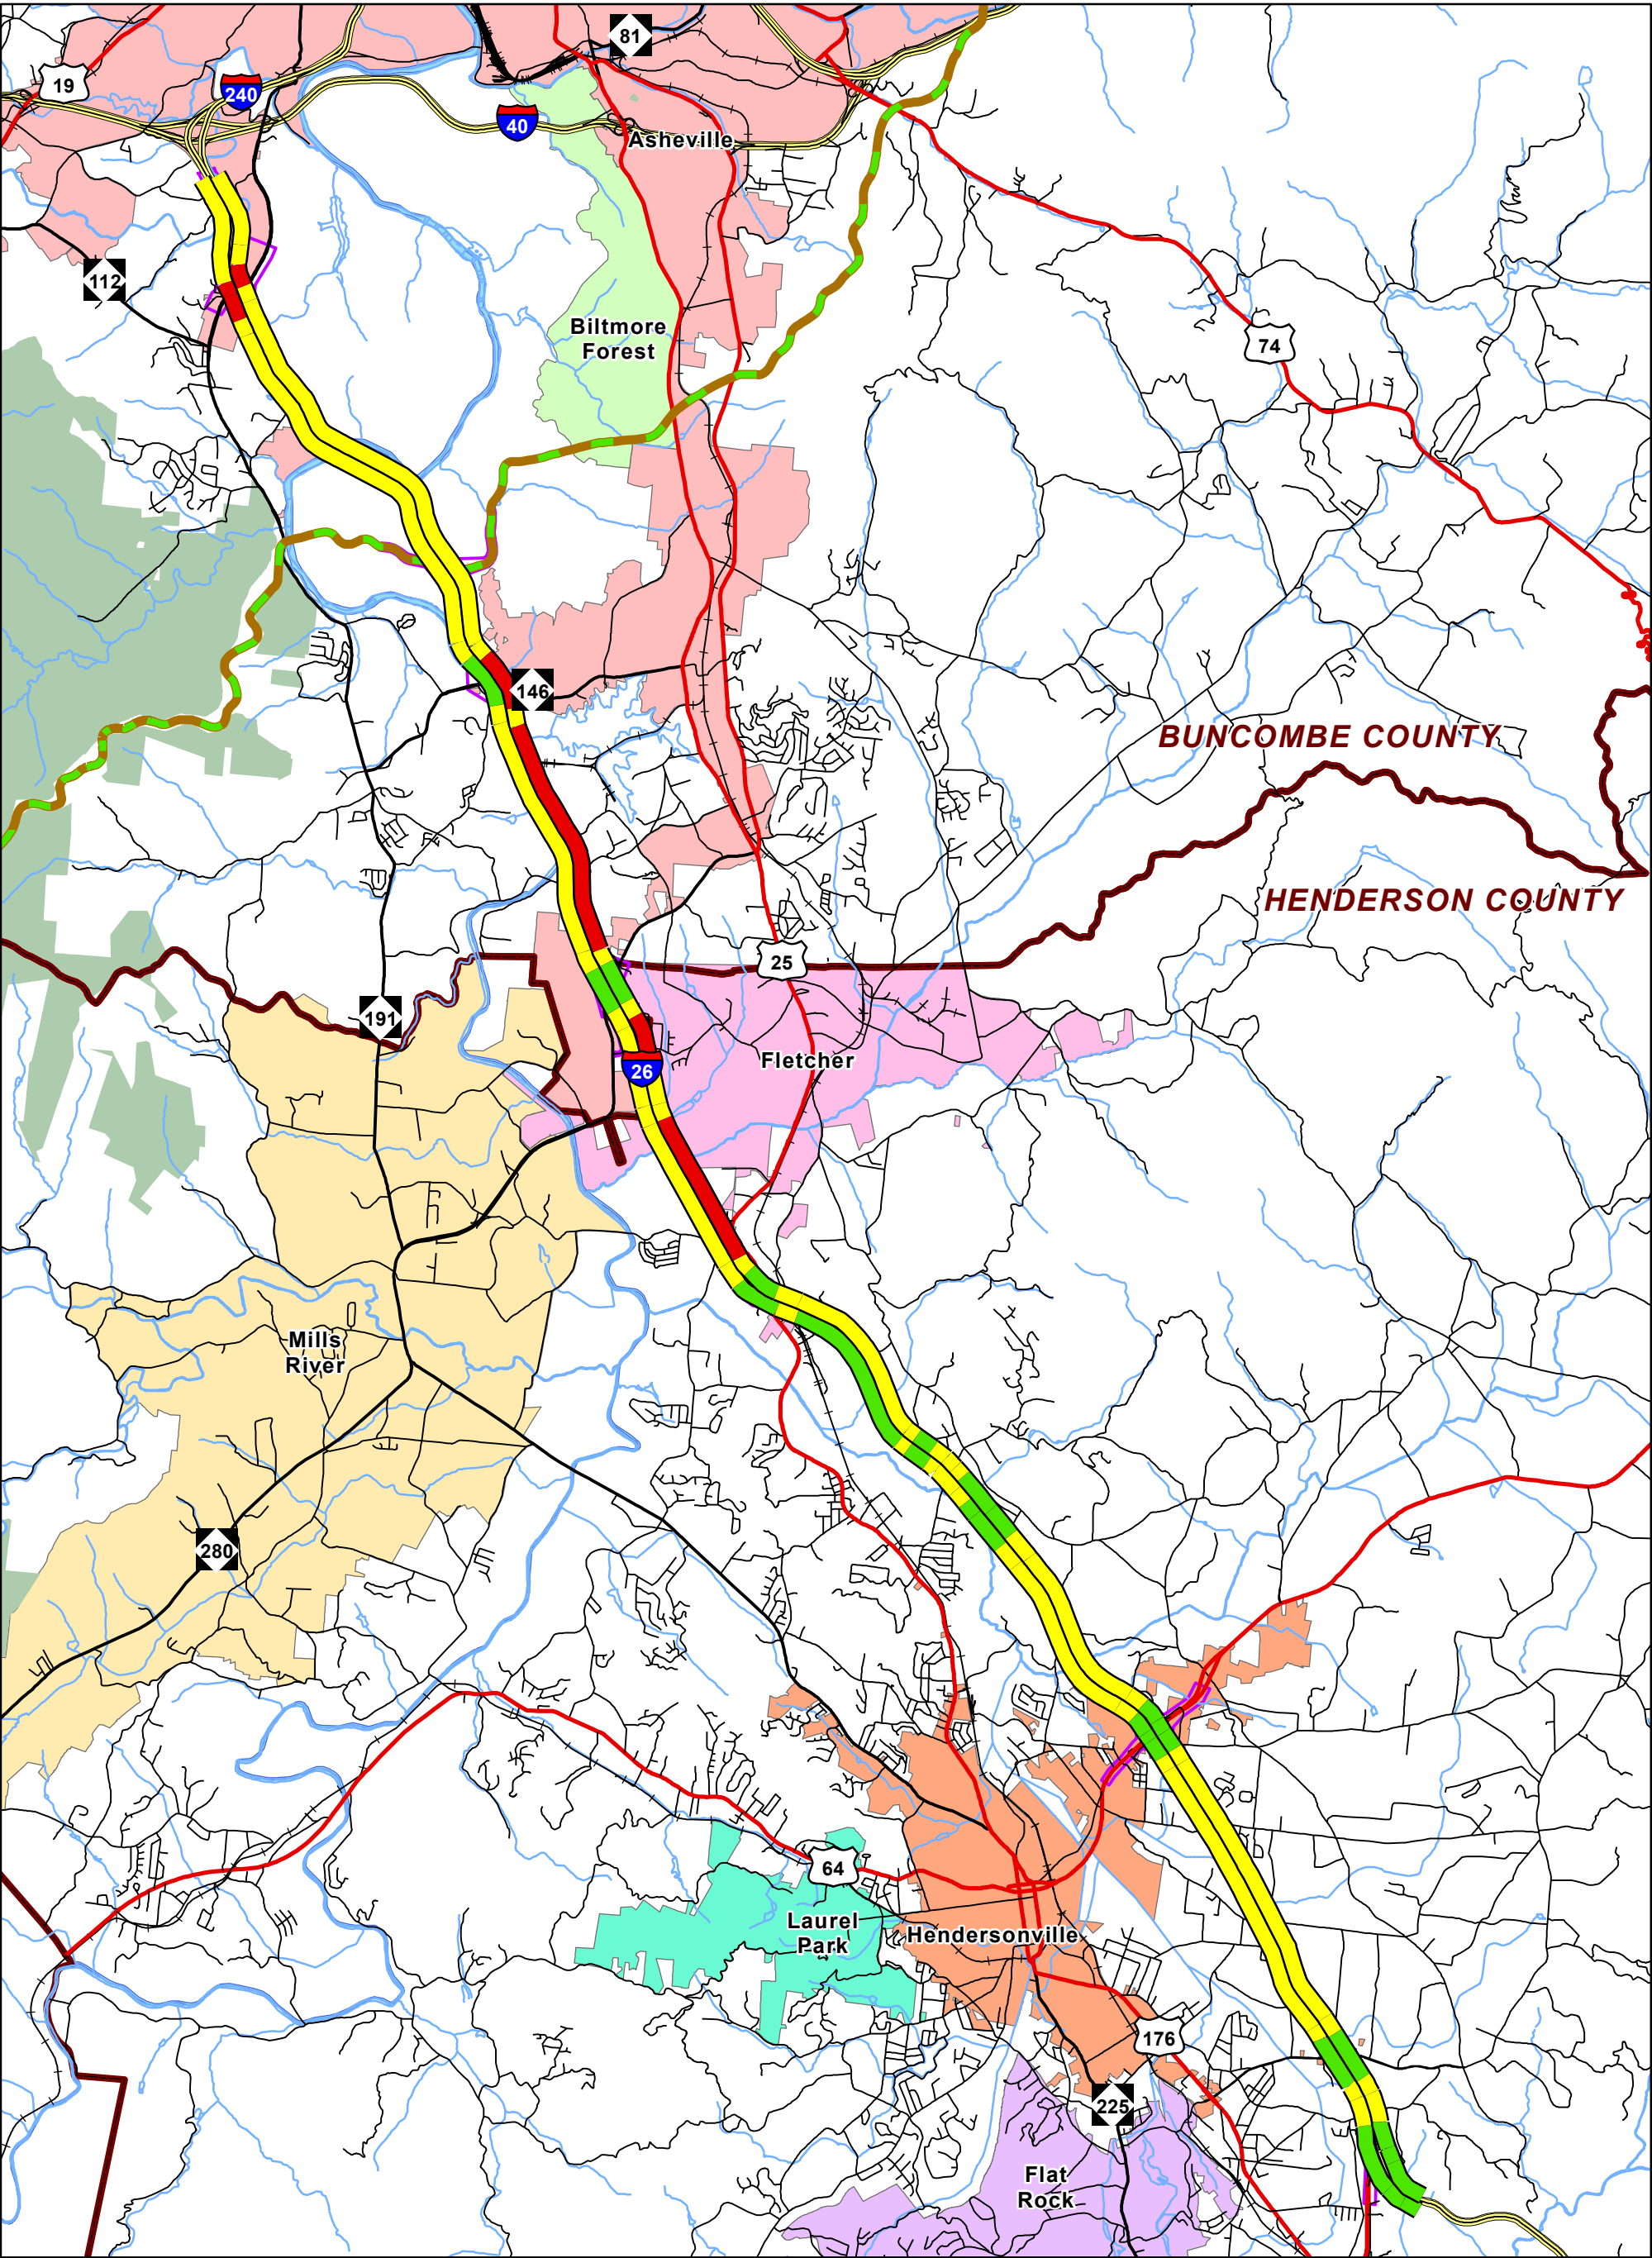 81
19
240
40
Asheville
112
Biltmore
Forest
74
146
BUNCOMBE COUNTY
HENDERSON COUNTY
25
191
Fletcher
26
Mills
River
280
64
Laurel
Park
Hendersonville
176
225
Flat
Rock